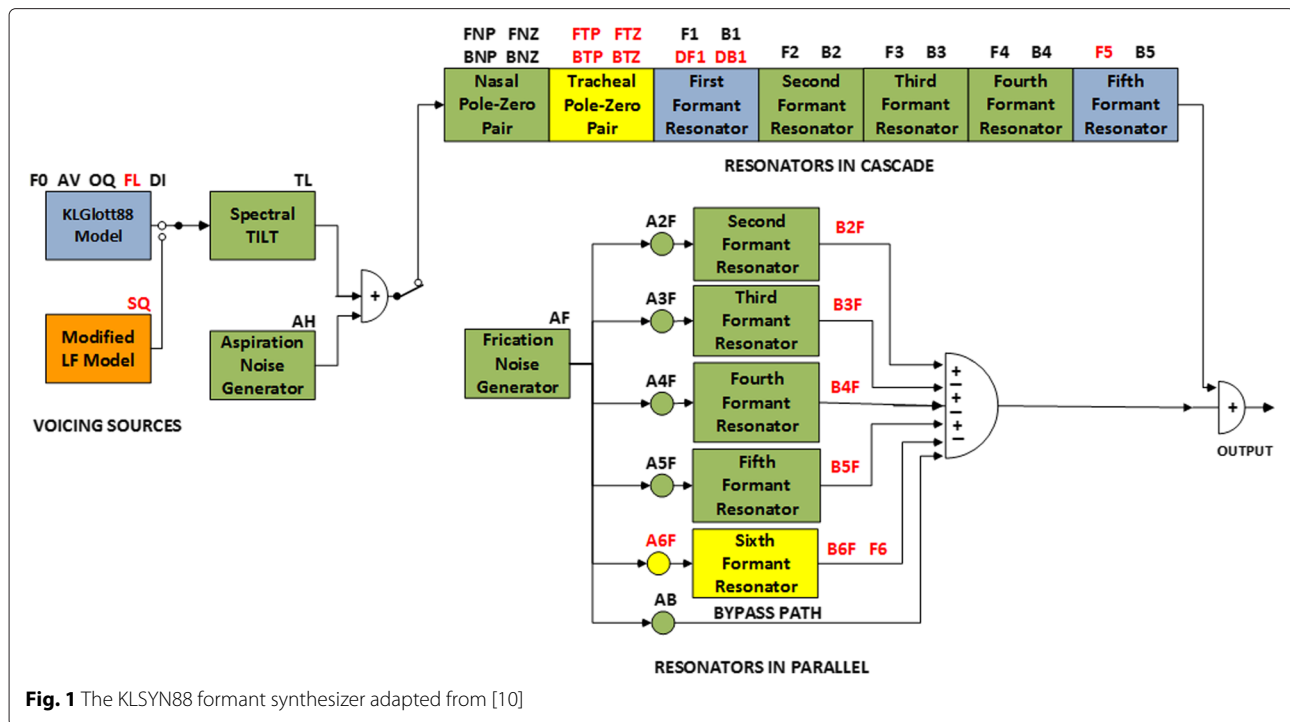 FNP FNZ FTP FTZ F1 B1
BNP BNZ BTP BTZ DF1 DB1 F2 B2 F3 B3 F4 B4 F5 B5
Nasal Tracheal First Second Third Fourth Fifth
Pole-Zero Pole-Zero Formant Formant Formant Formant Formant
Pair Pair Resonator Resonator Resonator Resonator Resonator
RESONATORS IN CASCADE
F0 AV OQ FL DI
KLGlott88
Model
TL
Spectral
TILT
+
SQ
Modified
LF Model
AH
Aspiration
Noise
Generator
VOICING SOURCES
AF
Frication
Noise
Generator
A2F
Second
Formant
Resonator
B2F
A3F
Third
Formant
Resonator
B3F
A4F
Fourth
Formant
Resonator
B4F
A5F
Fifth
Formant
Resonator
B5F
A6F
Sixth
Formant
Resonator
B6F F6
AB
BYPASS PATH
+
−
+
−
+
−
+
OUTPUT
RESONATORS IN PARALLEL
Fig. 1 The KLSYN88 formant synthesizer adapted from [10]